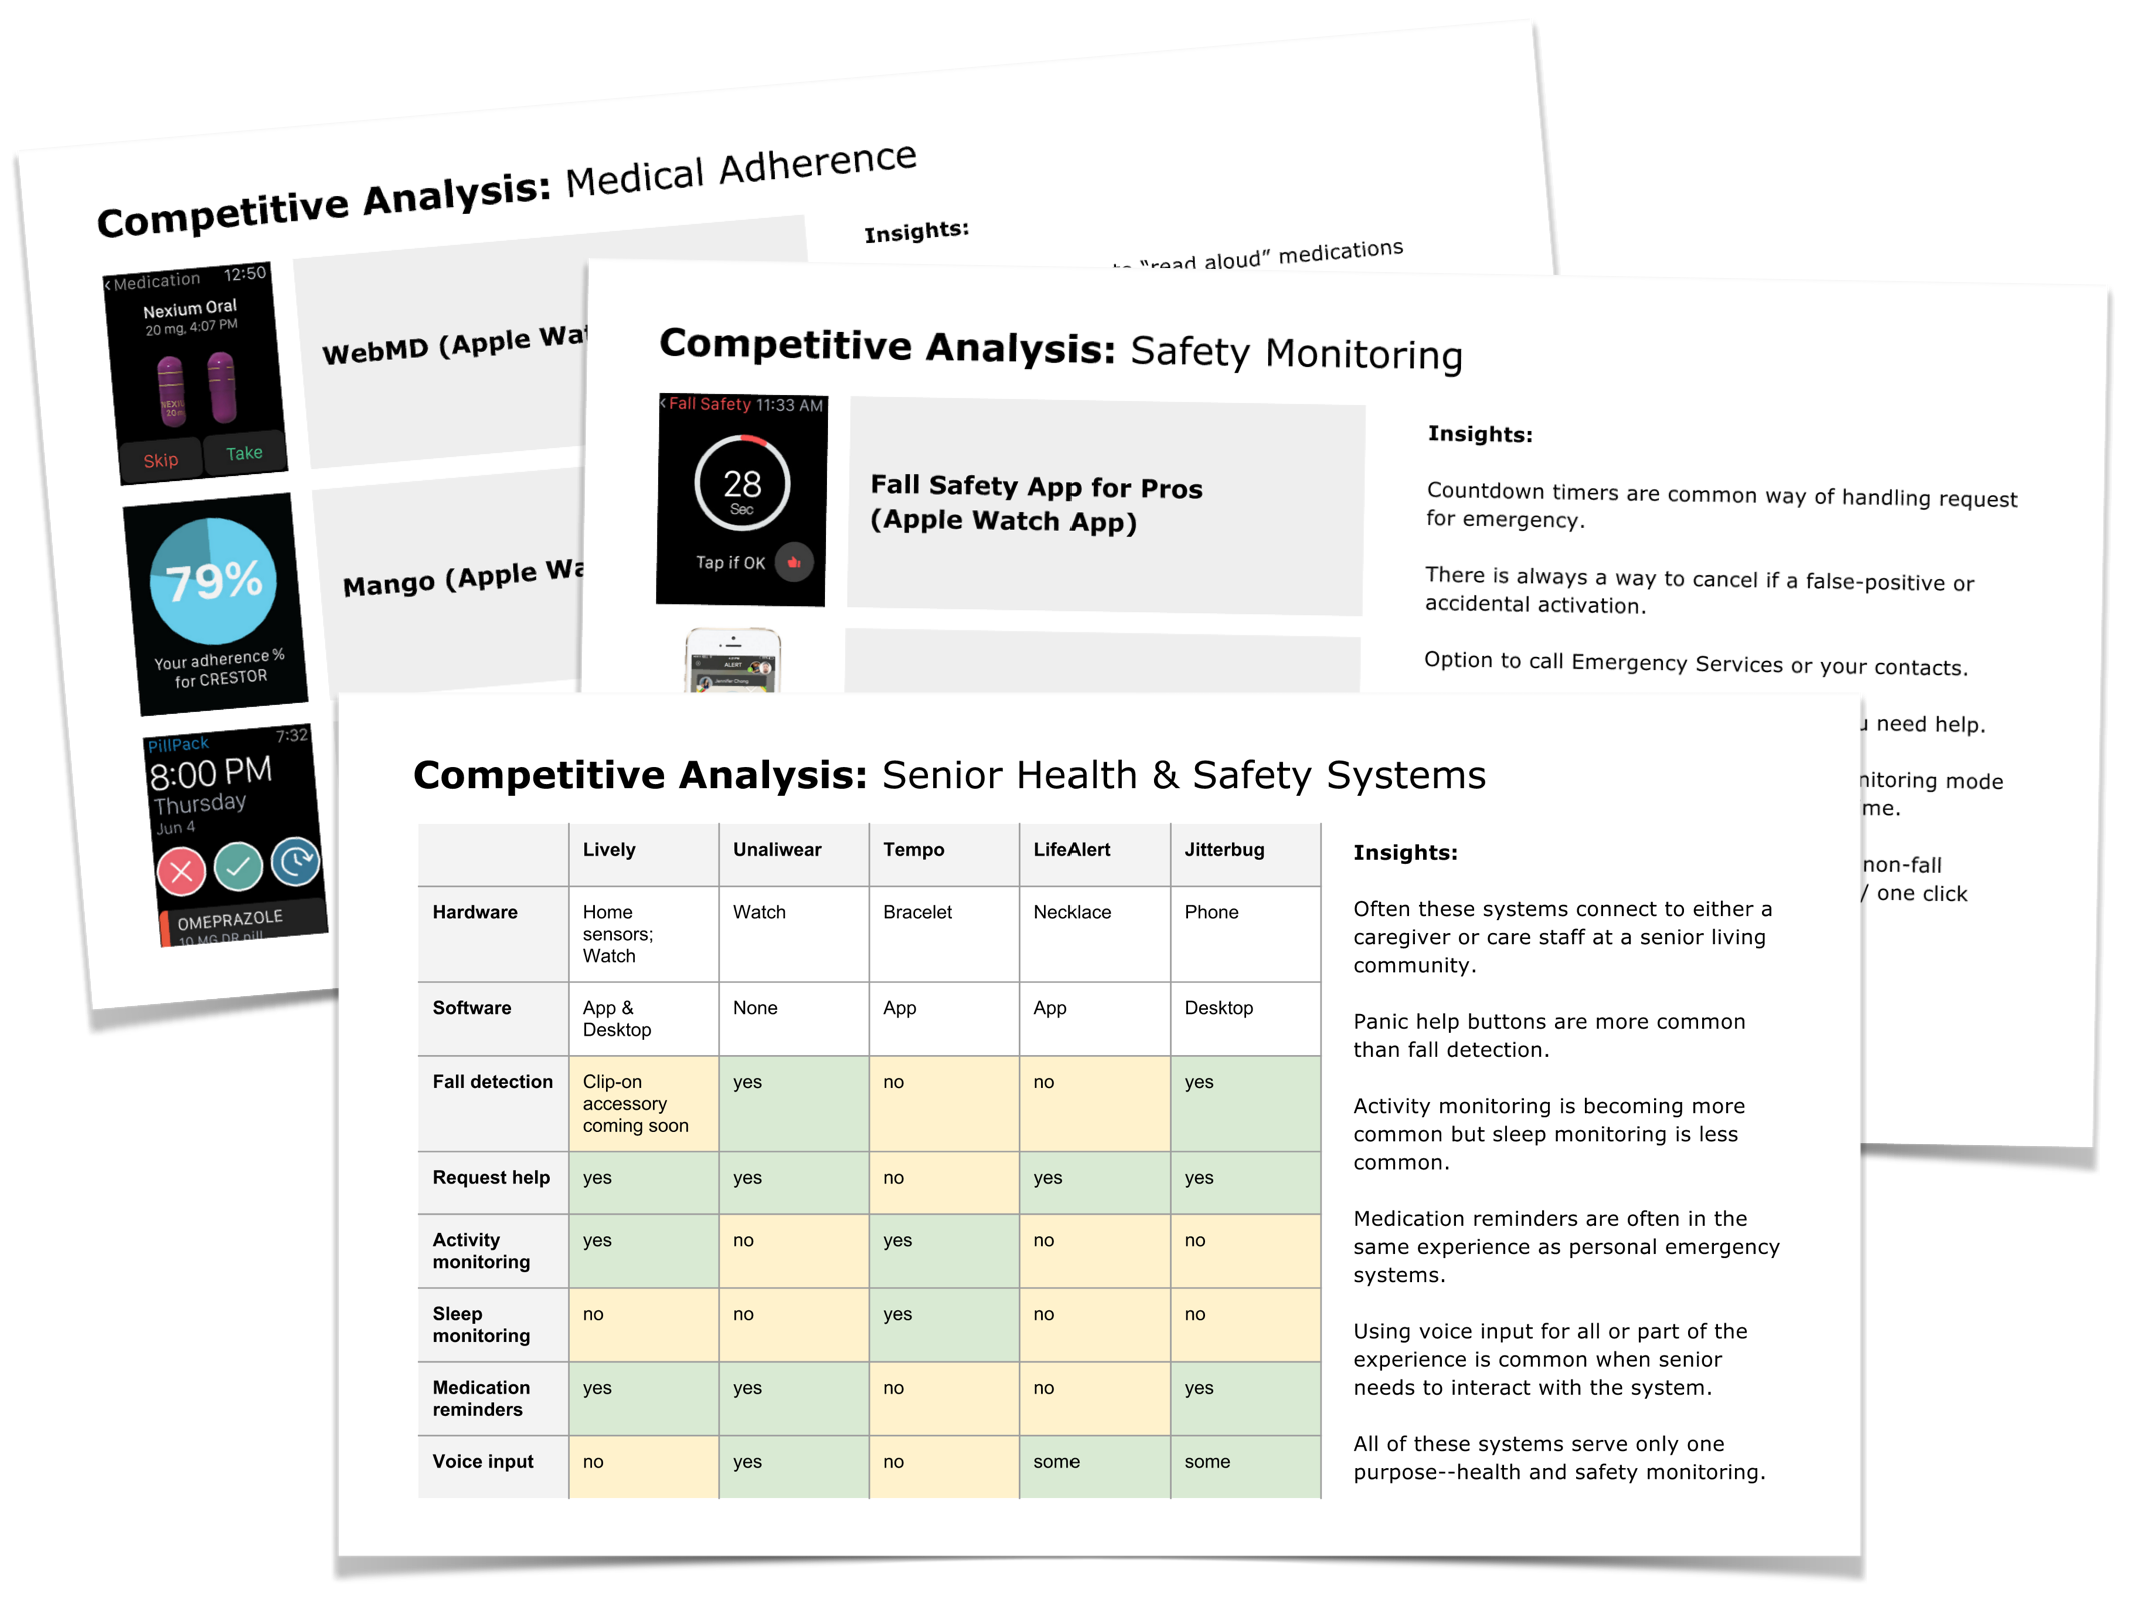 Competitive Analysis: Medical Adherence
Medication 12:50
Nexium Oral
20 mg, 4:07 PM
NEXIU
20m
Skip Take
WebMD (Apple Wa
79%
Your adherence %
for CRESTOR
Mango (Apple Wa
PillPack 7:32
8:00 PM
Thursday
Jun 4
OMEPRAZOLE
10 MG DR pill
Insights:
to “read aloud” medications
Competitive Analysis: Safety Monitoring
Fall Safety 11:33 AM
28
Sec
Tap if OK
Fall Safety App for Pros
(Apple Watch App)
ALERT
Jennifer Chang
Insights:
Countdown timers are common way of handling request
for emergency.
There is always a way to cancel if a false-positive or
accidental activation.
Option to call Emergency Services or your contacts.
u need help.
nitoring mode
me.
non-fall
/ one click
Competitive Analysis: Senior Health & Safety Systems
Lively Unaliwear Tempo LifeAlert Jitterbug
Hardware Home Watch Bracelet Necklace Phone
sensors;
Watch
Software App & None App App Desktop
Desktop
Fall detection Clip-on yes no no yes
accessory
coming soon
Request help yes yes no yes yes
Activity yes no yes no no
monitoring
Sleep no no yes no no
monitoring
Medication yes yes no no yes
reminders
Voice input no yes no some some
Insights:
Often these systems connect to either a
caregiver or care staff at a senior living
community.
Panic help buttons are more common
than fall detection.
Activity monitoring is becoming more
common but sleep monitoring is less
common.
Medication reminders are often in the
same experience as personal emergency
systems.
Using voice input for all or part of the
experience is common when senior
needs to interact with the system.
All of these systems serve only one
purpose--health and safety monitoring.